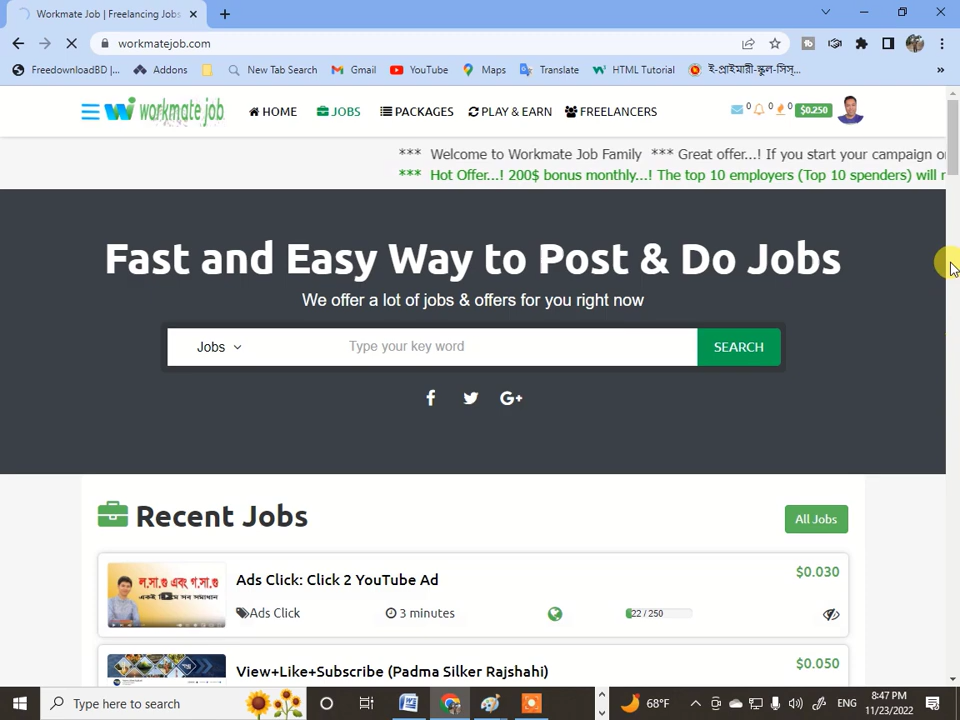 Workmate Job | Freelancing Jobs
workmatejob.com
FreedownloadBD |... Addons New Tab Search Gmail YouTube Maps Translate HTML Tutorial ই-প্রাইমারী-স্কুল-সিস্... »
workmate job HOME JOBS PACKAGES PLAY & EARN FREELANCERS 0 0 0 $0.250
*** Welcome to Workmate Job Family *** Great offer...! If you start your campaign o
*** Hot Offer...! 200$ bonus monthly...! The top 10 employers (Top 10 spenders) will r
Fast and Easy Way to Post & Do Jobs
We offer a lot of jobs & offers for you right now
Jobs Type your key word SEARCH
Recent Jobs All Jobs
ল.সা.গু এবং গ.সা.গু
Ads Click: Click 2 YouTube Ad $0.030
Ads Click 3 minutes 22 / 250
View+Like+Subscribe (Padma Silker Rajshahi) $0.050
Type here to search 68°F ENG 8:47 PM
11/23/2022